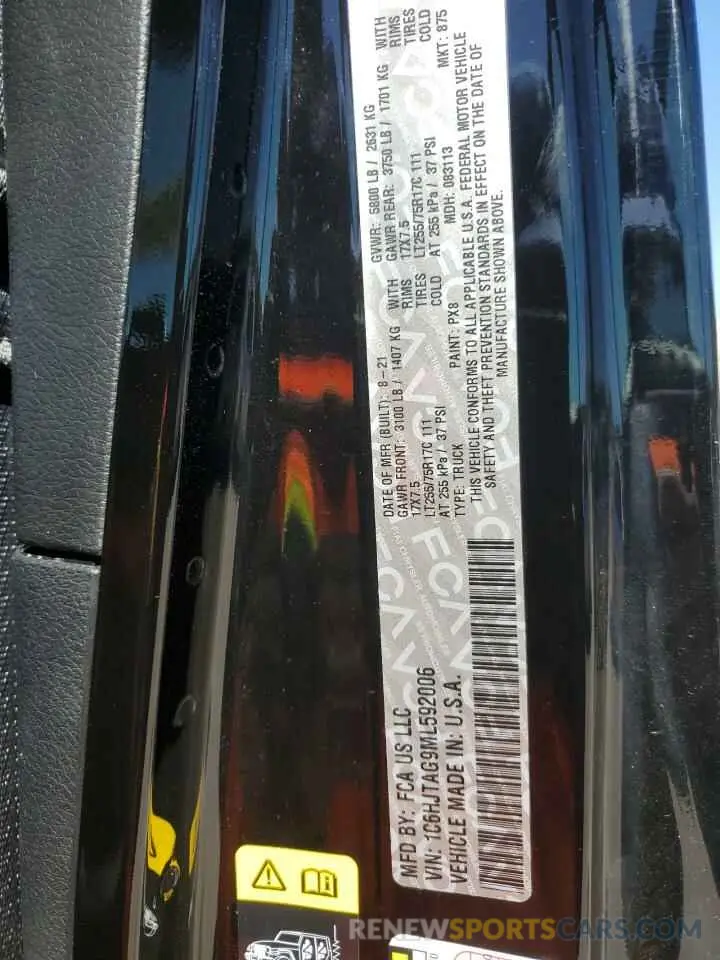 MFD BY: FCA US LLC
DATE OF MFR (BUILT): 8-21
GVWR: 5800 LB / 2631 KG
GAWR FRONT: 3100 LB / 1407 KG WITH
GAWR REAR: 3750 LB / 1701 KG WITH
17X7.5 RIMS
17X7.5 RIMS
LT255/75R17C 111 TIRES
LT255/75R17C 111 TIRES
AT 255 kPa / 37 PSI COLD
AT 255 kPa / 37 PSI COLD
VIN: 1C6HJTAG9ML592006
TYPE: TRUCK PAINT: PX8 MDH: 083113 MKT: 875
VEHICLE MADE IN: U.S.A.
THIS VEHICLE CONFORMS TO ALL APPLICABLE U.S.A. FEDERAL MOTOR VEHICLE
SAFETY AND THEFT PREVENTION STANDARDS IN EFFECT ON THE DATE OF
MANUFACTURE SHOWN ABOVE.
RENEWSPORTSCARS.COM